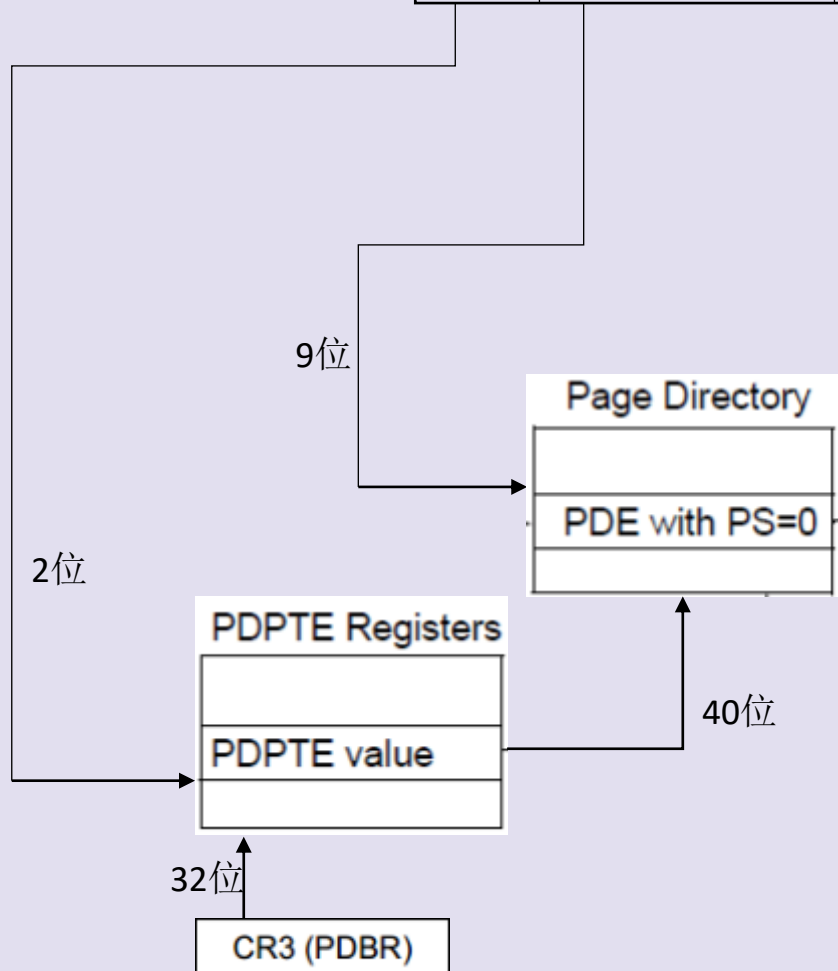 9位
Page Directory
PDE with PS=0
2位
PDPTE Registers
40位
PDPTE value
32位
CR3 (PDBR)